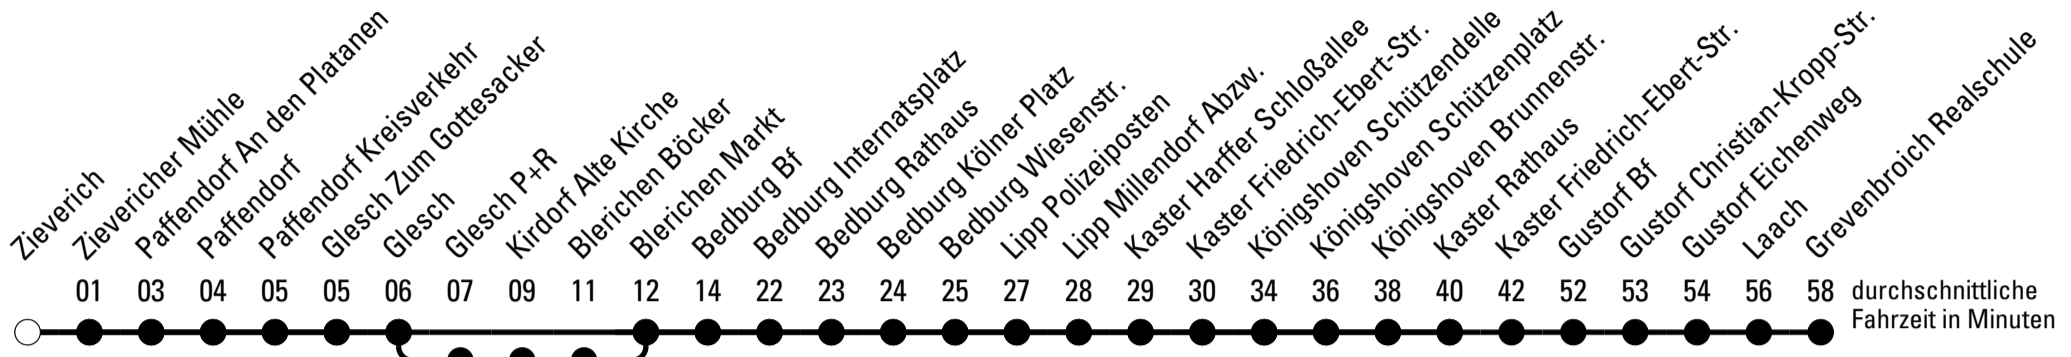 Zieverich
Zievericher Mühle
Paffendorf An den Platanen
Paffendorf
Paffendorf Kreisverkehr
Glesch Zum Gottesacker
Glesch
Glesch P+R
Kirdorf Alte Kirche
Blerichen Böcker
Blerichen Markt
Bedburg Bf
Bedburg Internatsplatz
Bedburg Rathaus
Bedburg Kölner Platz
Bedburg Wiesenstr.
Lipp Polizeiposten
Lipp Millendorf Abzw.
Kaster Harffer Schloßallee
Kaster Friedrich-Ebert-Str.
Königshoven Schützendelle
Königshoven Schützenplatz
Königshoven Brunnenstr.
Kaster Rathaus
Kaster Friedrich-Ebert-Str.
Gustorf Bf
Gustorf Christian-Kropp-Str.
Gustorf Eichenweg
Laach
Grevenbroich Realschule
01 03 04 05 05 06 07 09 11 12 14 22 23 24 25 27 28 29 30 34 36 38 40 42 52 53 54 56 58 durchschnittliche
Fahrzeit in Minuten